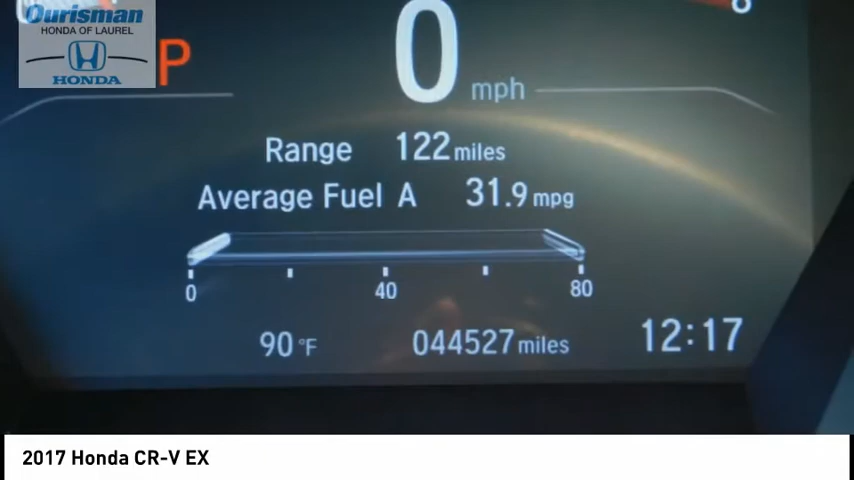 Ourisman
HONDA OF LAUREL
HONDA
P
0 mph
Range 122 miles
Average Fuel A 31.9 mpg
0 40 80
90 °F 044527 miles 12:17
2017 Honda CR-V EX